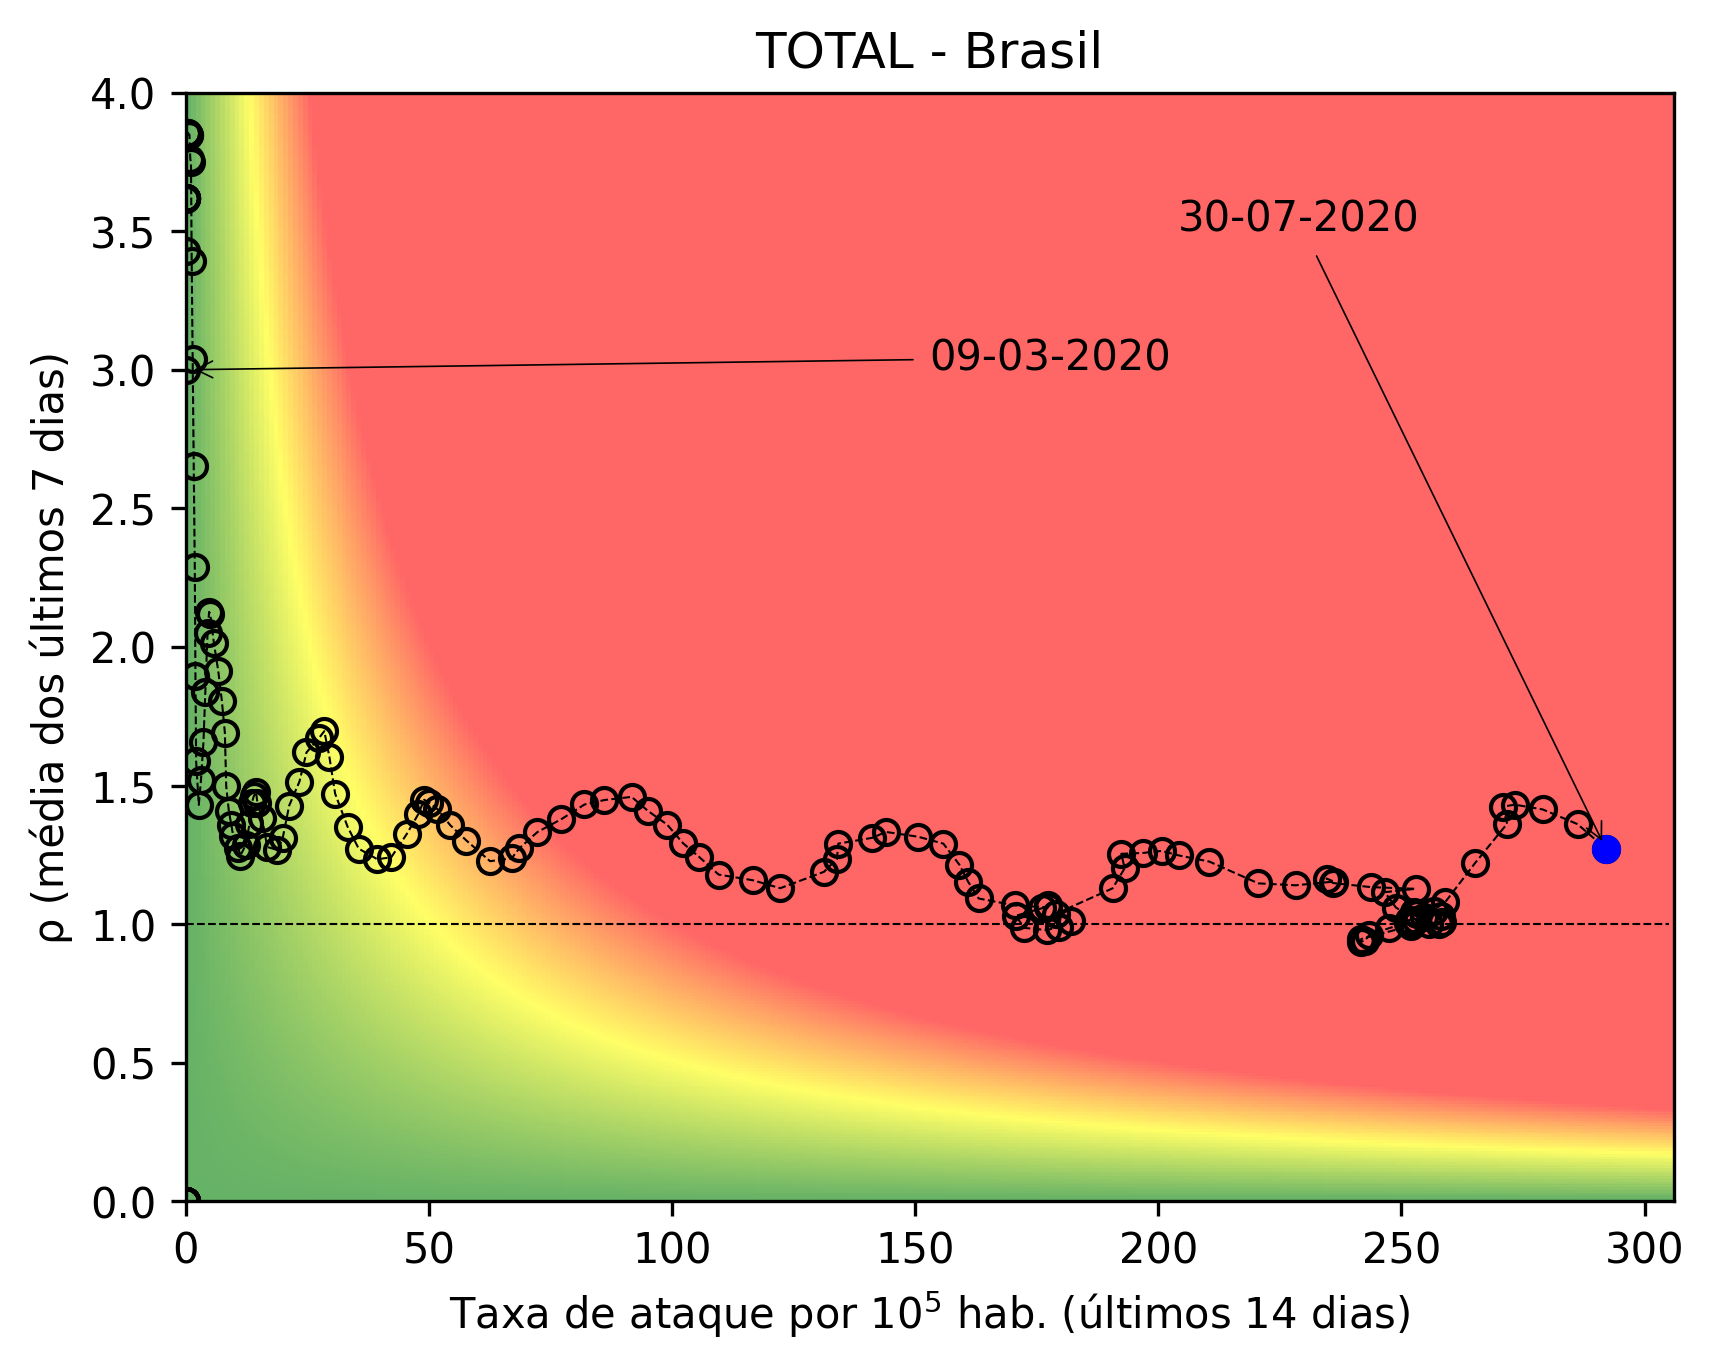 TOTAL - Brasil
ρ (média dos últimos 7 dias)
4.0
3.5
3.0
2.5
2.0
1.5
1.0
0.5
0.0
30-07-2020
09-03-2020
0 50 100 150 200 250 300
Taxa de ataque por 10⁵ hab. (últimos 14 dias)